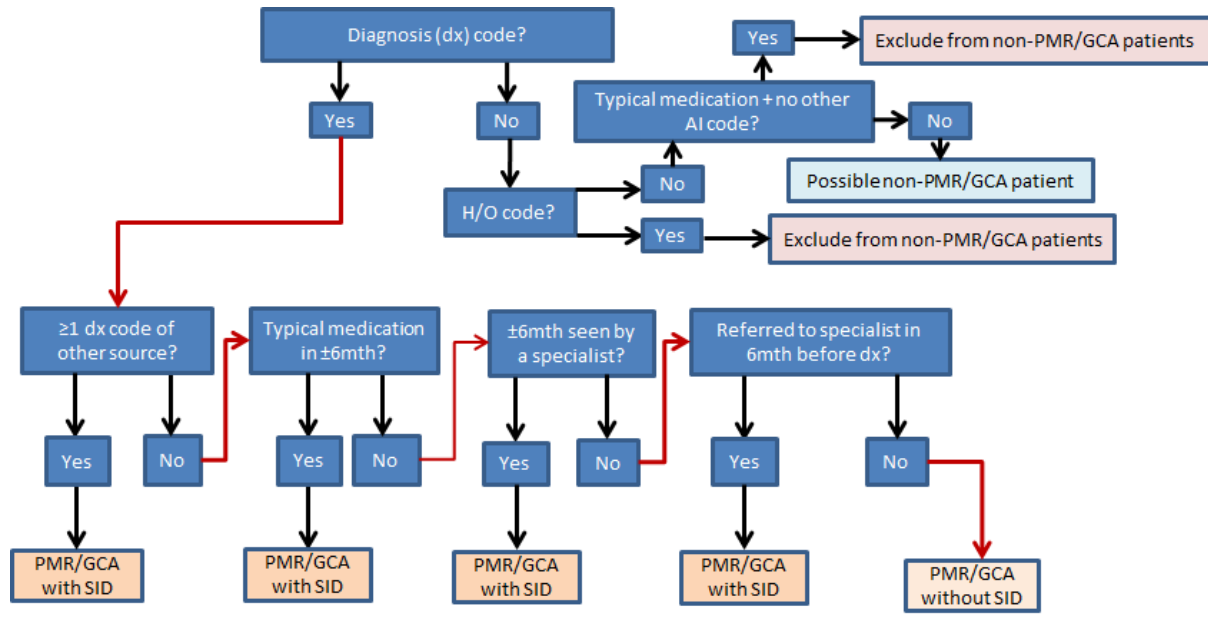 Diagnosis (dx) code?
Yes
Exclude from non-PMR/GCA patients
Typical medication + no other
AI code?
Yes
No
No
No
Possible non-PMR/GCA patient
H/O code?
Yes
Exclude from non-PMR/GCA patients
≥1 dx code of
other source?
Typical medication
in ±6mth?
±6mth seen by
a specialist?
Referred to specialist in
6mth before dx?
Yes
No
Yes
No
Yes
No
Yes
No
PMR/GCA
with SID
PMR/GCA
with SID
PMR/GCA
with SID
PMR/GCA
with SID
PMR/GCA
without SID